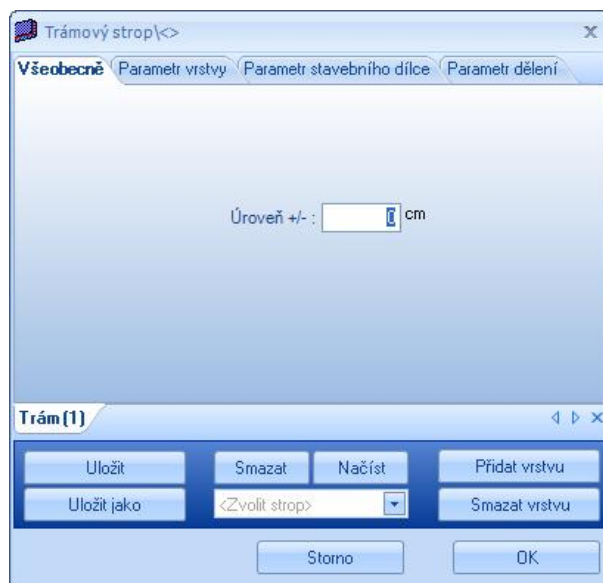 Trámový strop\<>
Všeobecně Parametr vrstvy Parametr stavebního dílce Parametr dělení
Úroveň +/- : 0 cm
Trám (1)
Uložit Smazat Načíst Přidat vrstvu
Uložit jako <Zvolit strop> Smazat vrstvu
Storno OK